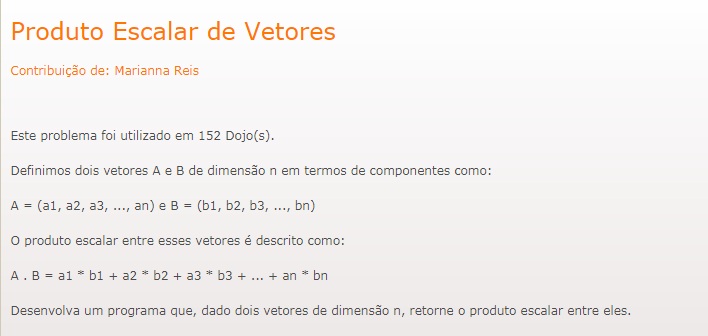 Produto Escalar de Vetores
Contribuição de: Marianna Reis
Este problema foi utilizado em 152 Dojo(s).
Definimos dois vetores A e B de dimensão n em termos de componentes como:
A = (a1, a2, a3, ..., an) e B = (b1, b2, b3, ..., bn)
O produto escalar entre esses vetores é descrito como:
A . B = a1 * b1 + a2 * b2 + a3 * b3 + ... + an * bn
Desenvolva um programa que, dado dois vetores de dimensão n, retorne o produto escalar entre eles.